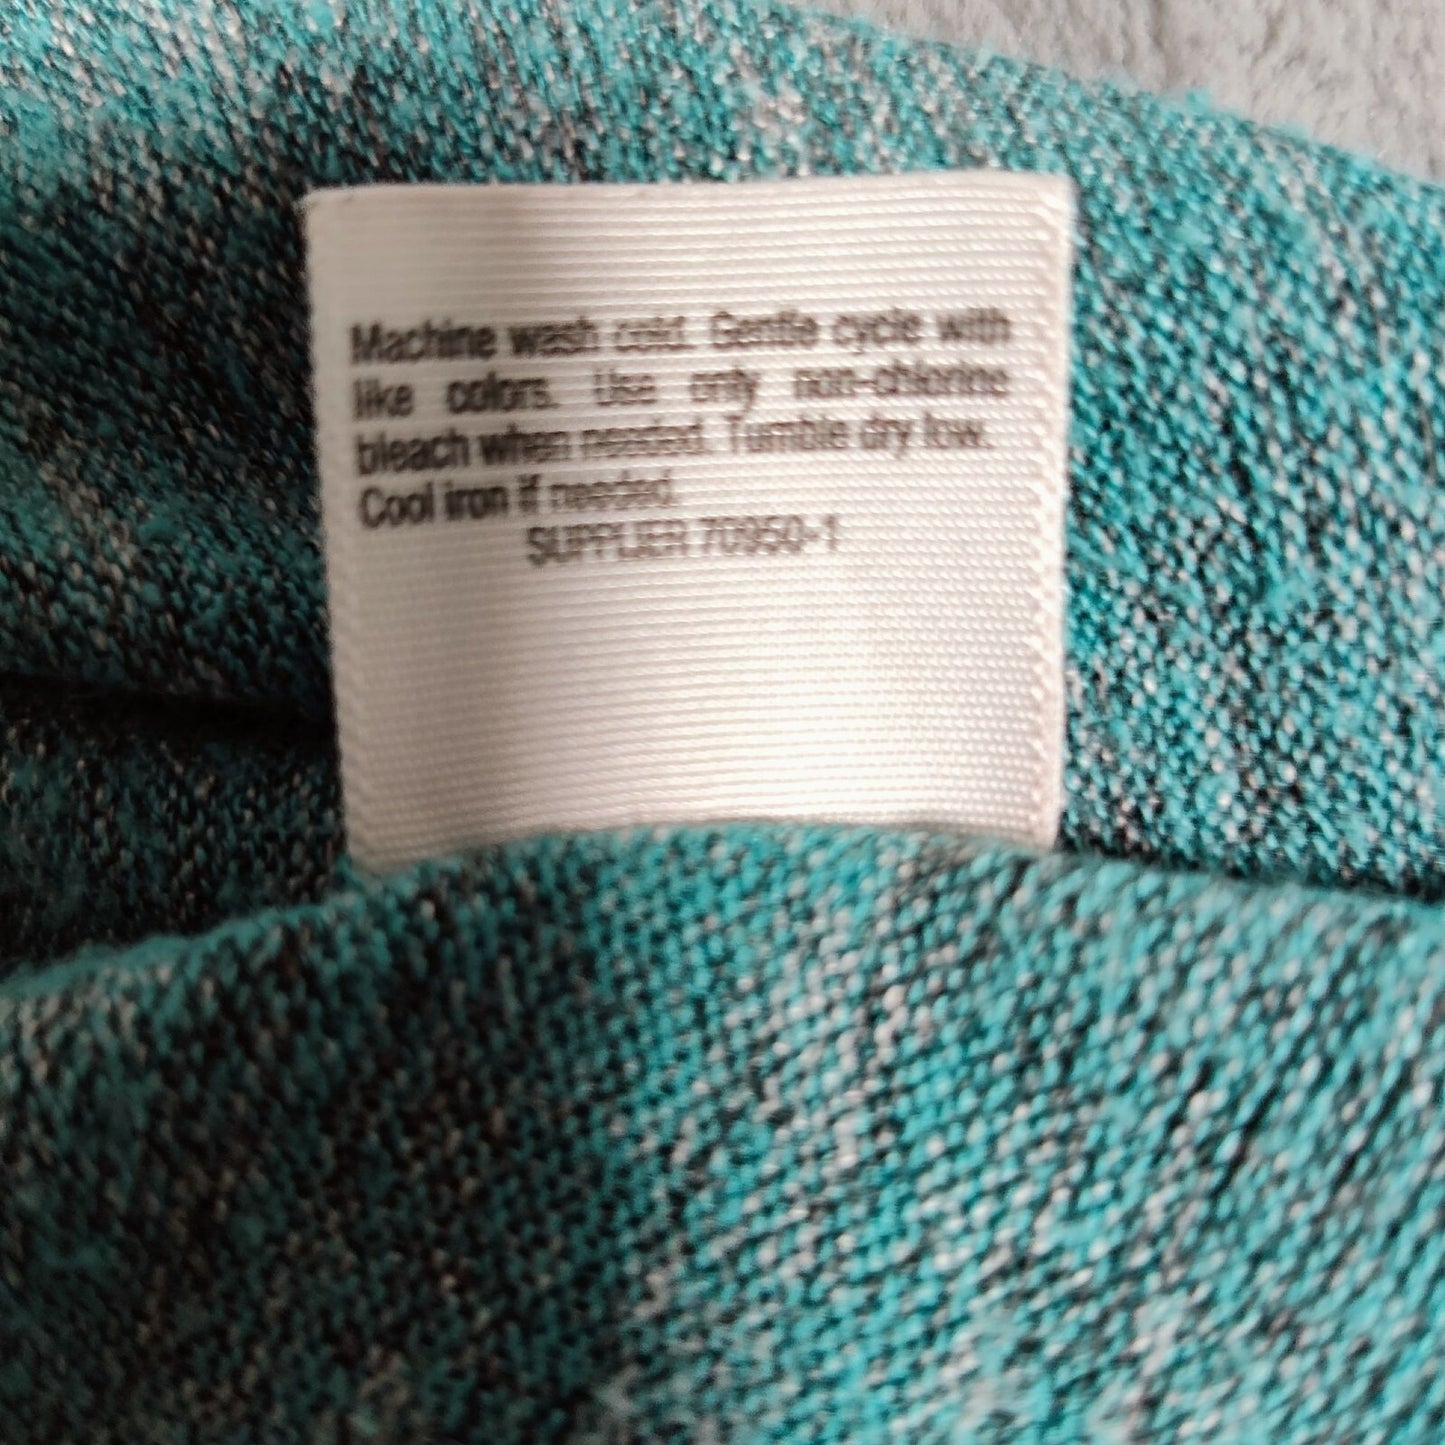 Machine wash cold. Gentle cycle with
like colors. Use only non-chlorine
bleach when needed. Tumble dry low.
Cool iron if needed.
SUPPLIER 70950-1